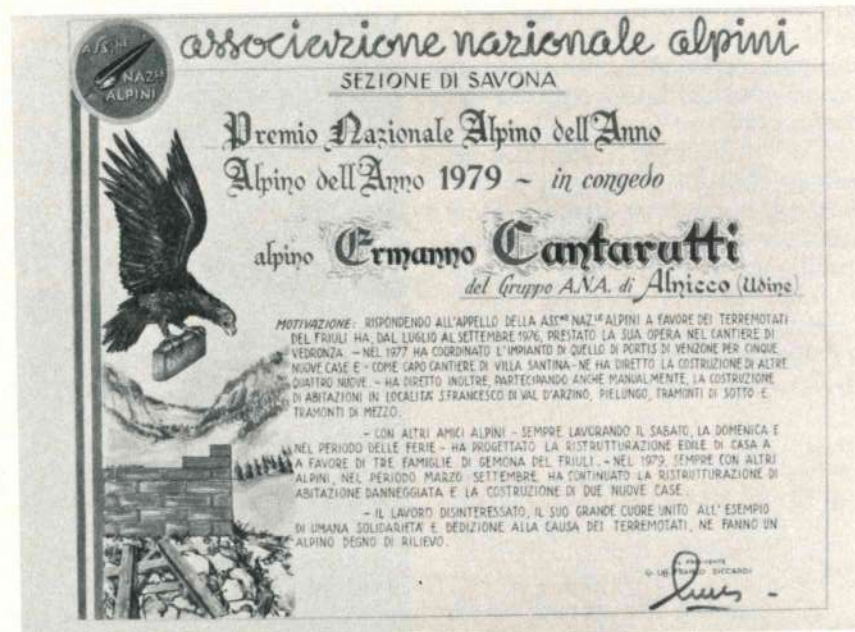 ASS.NE
NAZ.LE
ALPINI
associazione nazionale alpini
SEZIONE DI SAVONA
Premio Nazionale Alpino dell'Anno
Alpino dell'Anno 1979 - in congedo
alpino Ermanno Cantarutti
del Gruppo A.N.A. di Alnicco (Udine)
MOTIVAZIONE: RISPONDENDO ALL'APPELLO DELLA ASS.NE NAZ.LE ALPINI A FAVORE DEI TERREMOTATI
DEL FRIULI HA, DAL LUGLIO AL SETTEMBRE 1976, PRESTATO LA SUA OPERA NEL CANTIERE DI
VEDRONZA. - NEL 1977 HA COORDINATO L'IMPIANTO DI QUELLO DI PORTIS DI VENZONE PER CINQUE
NUOVE CASE E - COME CAPO CANTIERE DI VILLA SANTINA - NE HA DIRETTO LA COSTRUZIONE DI ALTRE
QUATTRO NUOVE. - HA DIRETTO INOLTRE, PARTECIPANDO ANCHE MANUALMENTE, LA COSTRUZIONE
DI ABITAZIONI IN LOCALITÀ S.FRANCESCO DI VAL D'ARZINO, PIELUNGO, TRAMONTI DI SOTTO E
TRAMONTI DI MEZZO.
- CON ALTRI AMICI ALPINI - SEMPRE LAVORANDO IL SABATO, LA DOMENICA E
NEL PERIODO DELLE FERIE - HA PROGETTATO LA RISTRUTTURAZIONE EDILE DI CASA A
A FAVORE DI TRE FAMIGLIE DI GEMONA DEL FRIULI. - NEL 1979, SEMPRE CON ALTRI
ALPINI, NEL PERIODO MARZO SETTEMBRE HA CONTINUATO LA RISTRUTTURAZIONE DI
ABITAZIONE DANNEGGIATA E LA COSTRUZIONE DI DUE NUOVE CASE.
- IL LAVORO DISINTERESSATO, IL SUO GRANDE CUORE UNITO ALL'ESEMPIO
DI UMANA SOLIDARIETÀ E DEDIZIONE ALLA CAUSA DEI TERREMOTATI, NE FANNO UN
ALPINO DEGNO DI RILIEVO.
IL PRESIDENTE
FRANCO SICCARDI